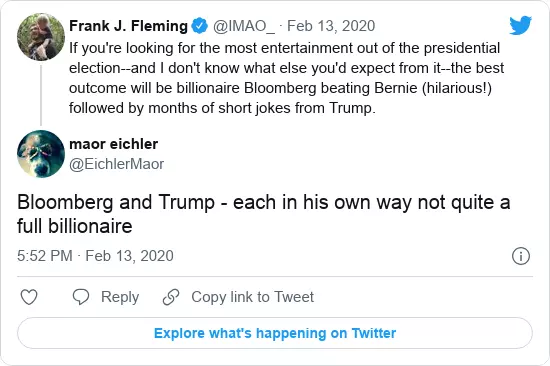 Frank J. Fleming @IMAO_ · Feb 13, 2020
If you're looking for the most entertainment out of the presidential
election--and I don't know what else you'd expect from it--the best
outcome will be billionaire Bloomberg beating Bernie (hilarious!)
followed by months of short jokes from Trump.
maor eichler
@EichlerMaor
Bloomberg and Trump - each in his own way not quite a
full billionaire
5:52 PM · Feb 13, 2020
Reply Copy link to Tweet
Explore what's happening on Twitter